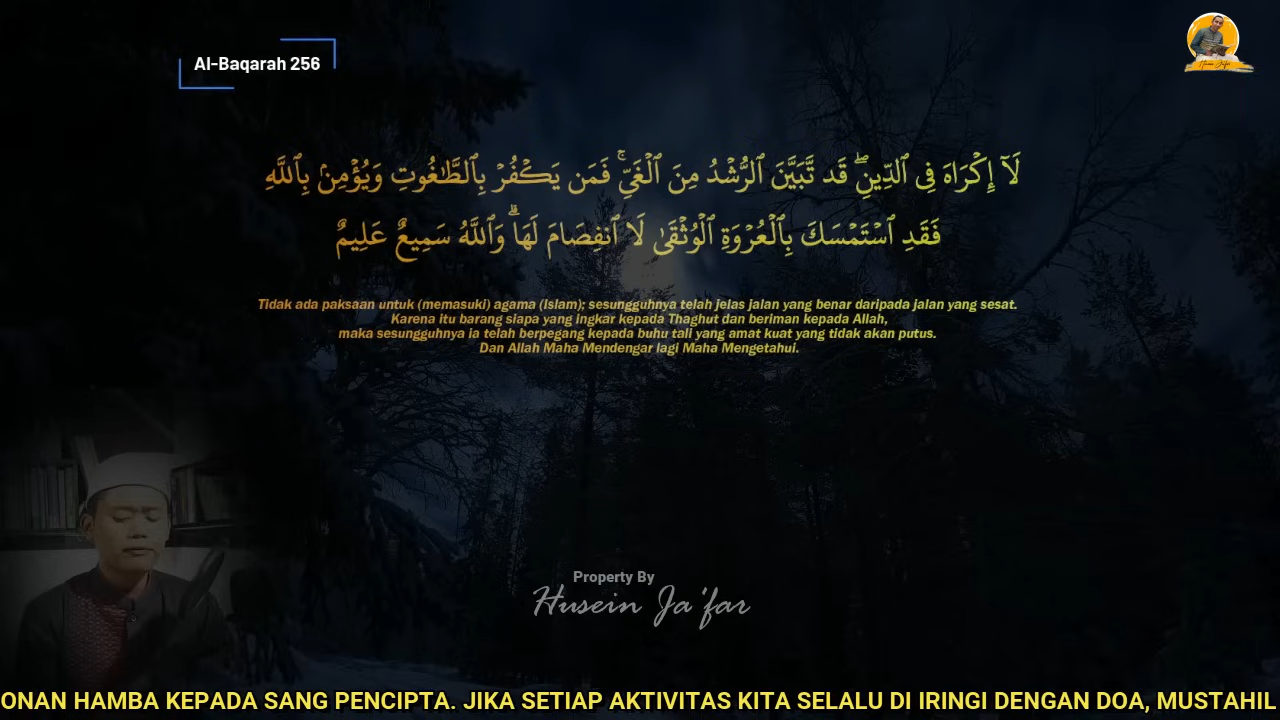 Al-Baqarah 256
لَآ إِكْرَاهَ فِى ٱلدِّينِ ۖ قَد تَّبَيَّنَ ٱلرُّشْدُ مِنَ ٱلْغَىِّ ۚ فَمَن يَكْفُرْ بِٱلطَّـٰغُوتِ وَيُؤْمِنۢ بِٱللَّهِ
فَقَدِ ٱسْتَمْسَكَ بِٱلْعُرْوَةِ ٱلْوُثْقَىٰ لَا ٱنفِصَامَ لَهَا ۗ وَٱللَّهُ سَمِيعٌ عَلِيمٌ
Tidak ada paksaan untuk (memasuki) agama (Islam); sesungguhnya telah jelas jalan yang benar daripada jalan yang sesat.
Karena itu barang siapa yang ingkar kepada Thaghut dan beriman kepada Allah,
maka sesungguhnya ia telah berpegang kepada buhu tali yang amat kuat yang tidak akan putus.
Dan Allah Maha Mendengar lagi Maha Mengetahui.
Property By
Husein Ja'far
ONAN HAMBA KEPADA SANG PENCIPTA. JIKA SETIAP AKTIVITAS KITA SELALU DI IRINGI DENGAN DOA, MUSTAHIL